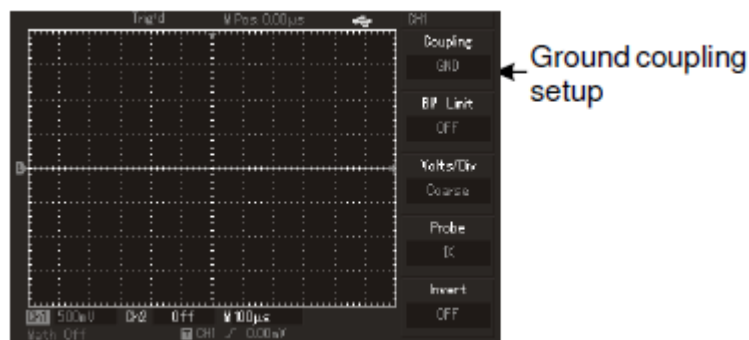 Trig'd M Pos: 0.00μs CH1
Coupling
GND
Ground coupling
setup
BW Limit
OFF
Volts/Div
Coarse
Probe
1X
Invert
OFF
CH1 500mV CH2 Off M 100μs
Math Off CH1 0.00mV